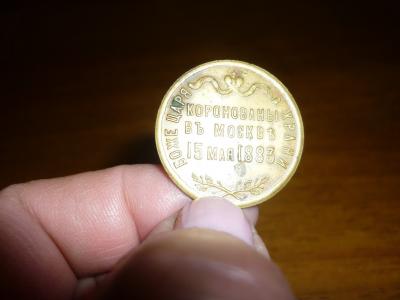 БОЖЕ ЦАРЯ ХРАНИ
КОРОНОВАНЫ
ВЪ МОСКВѢ
15 МАЯ 1883